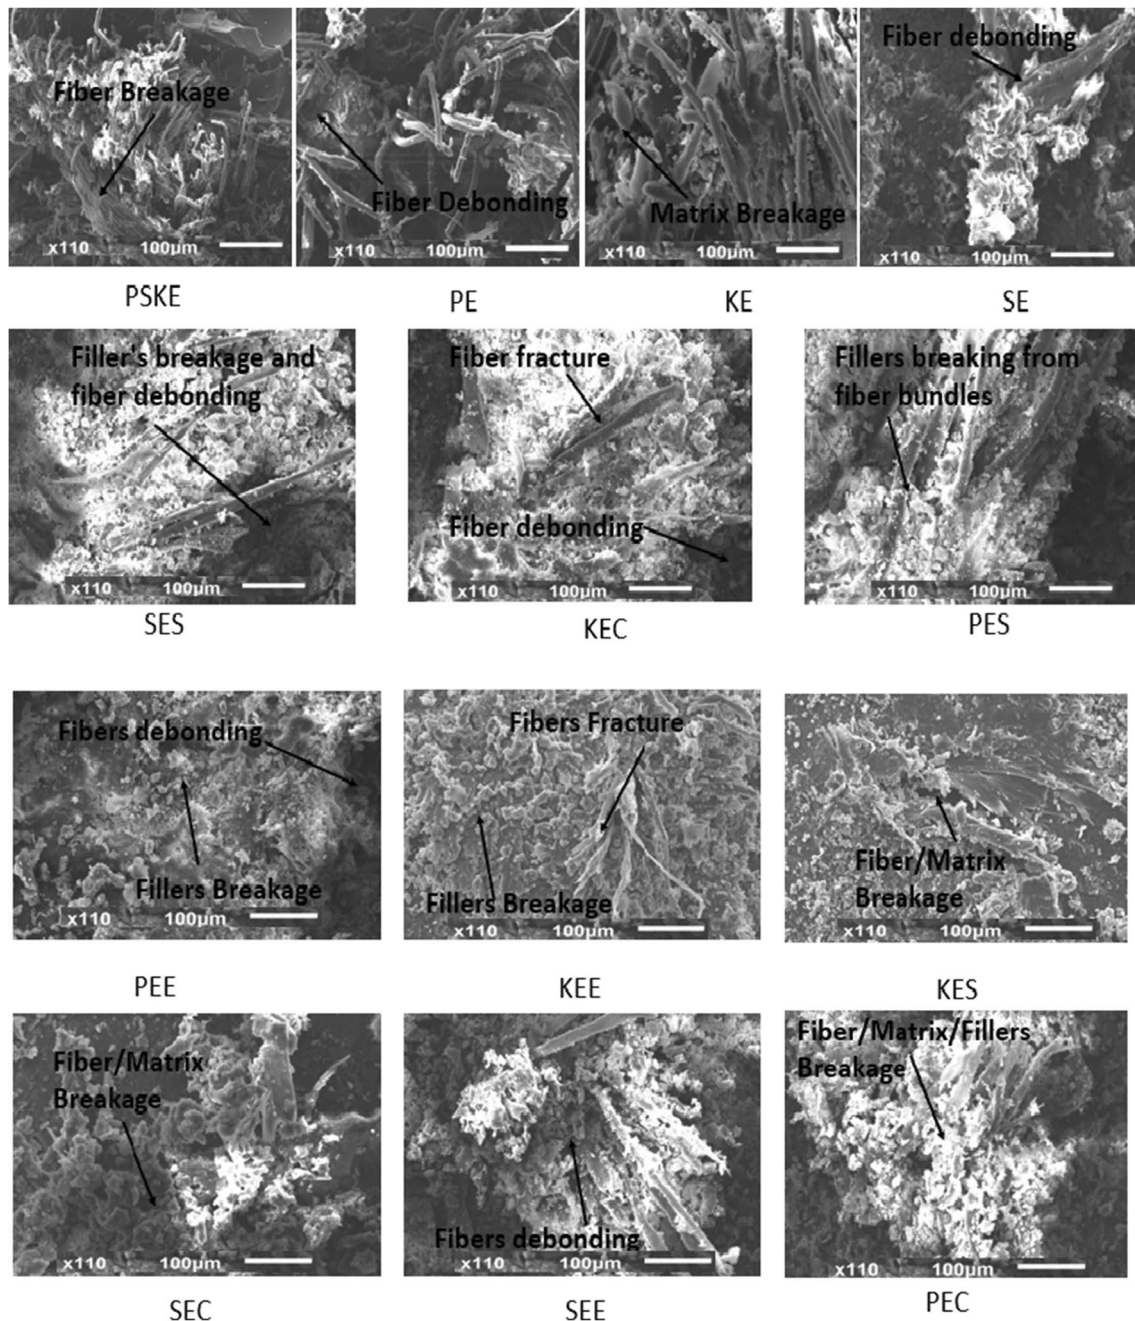 Fiber Breakage
x110 100µm
PSKE
Fiber Debonding
x110 100µm
PE
Matrix Breakage
x110 100µm
KE
Fiber debonding
x110 100µm
SE
Filler's breakage and
fiber debonding
x110 100µm
SES
Fiber fracture
Fiber debonding
x110 100µm
KEC
Fillers breaking from
fiber bundles
x110 100µm
PES
Fibers debonding
Fillers Breakage
x110 100µm
PEE
Fibers Fracture
Fillers Breakage
x110 100µm
KEE
Fiber/Matrix
Breakage
x110 100µm
KES
Fiber/Matrix
Breakage
x110 100µm
SEC
Fibers debonding
x110 100µm
SEE
Fiber/Matrix/Fillers
Breakage
x110 100µm
PEC